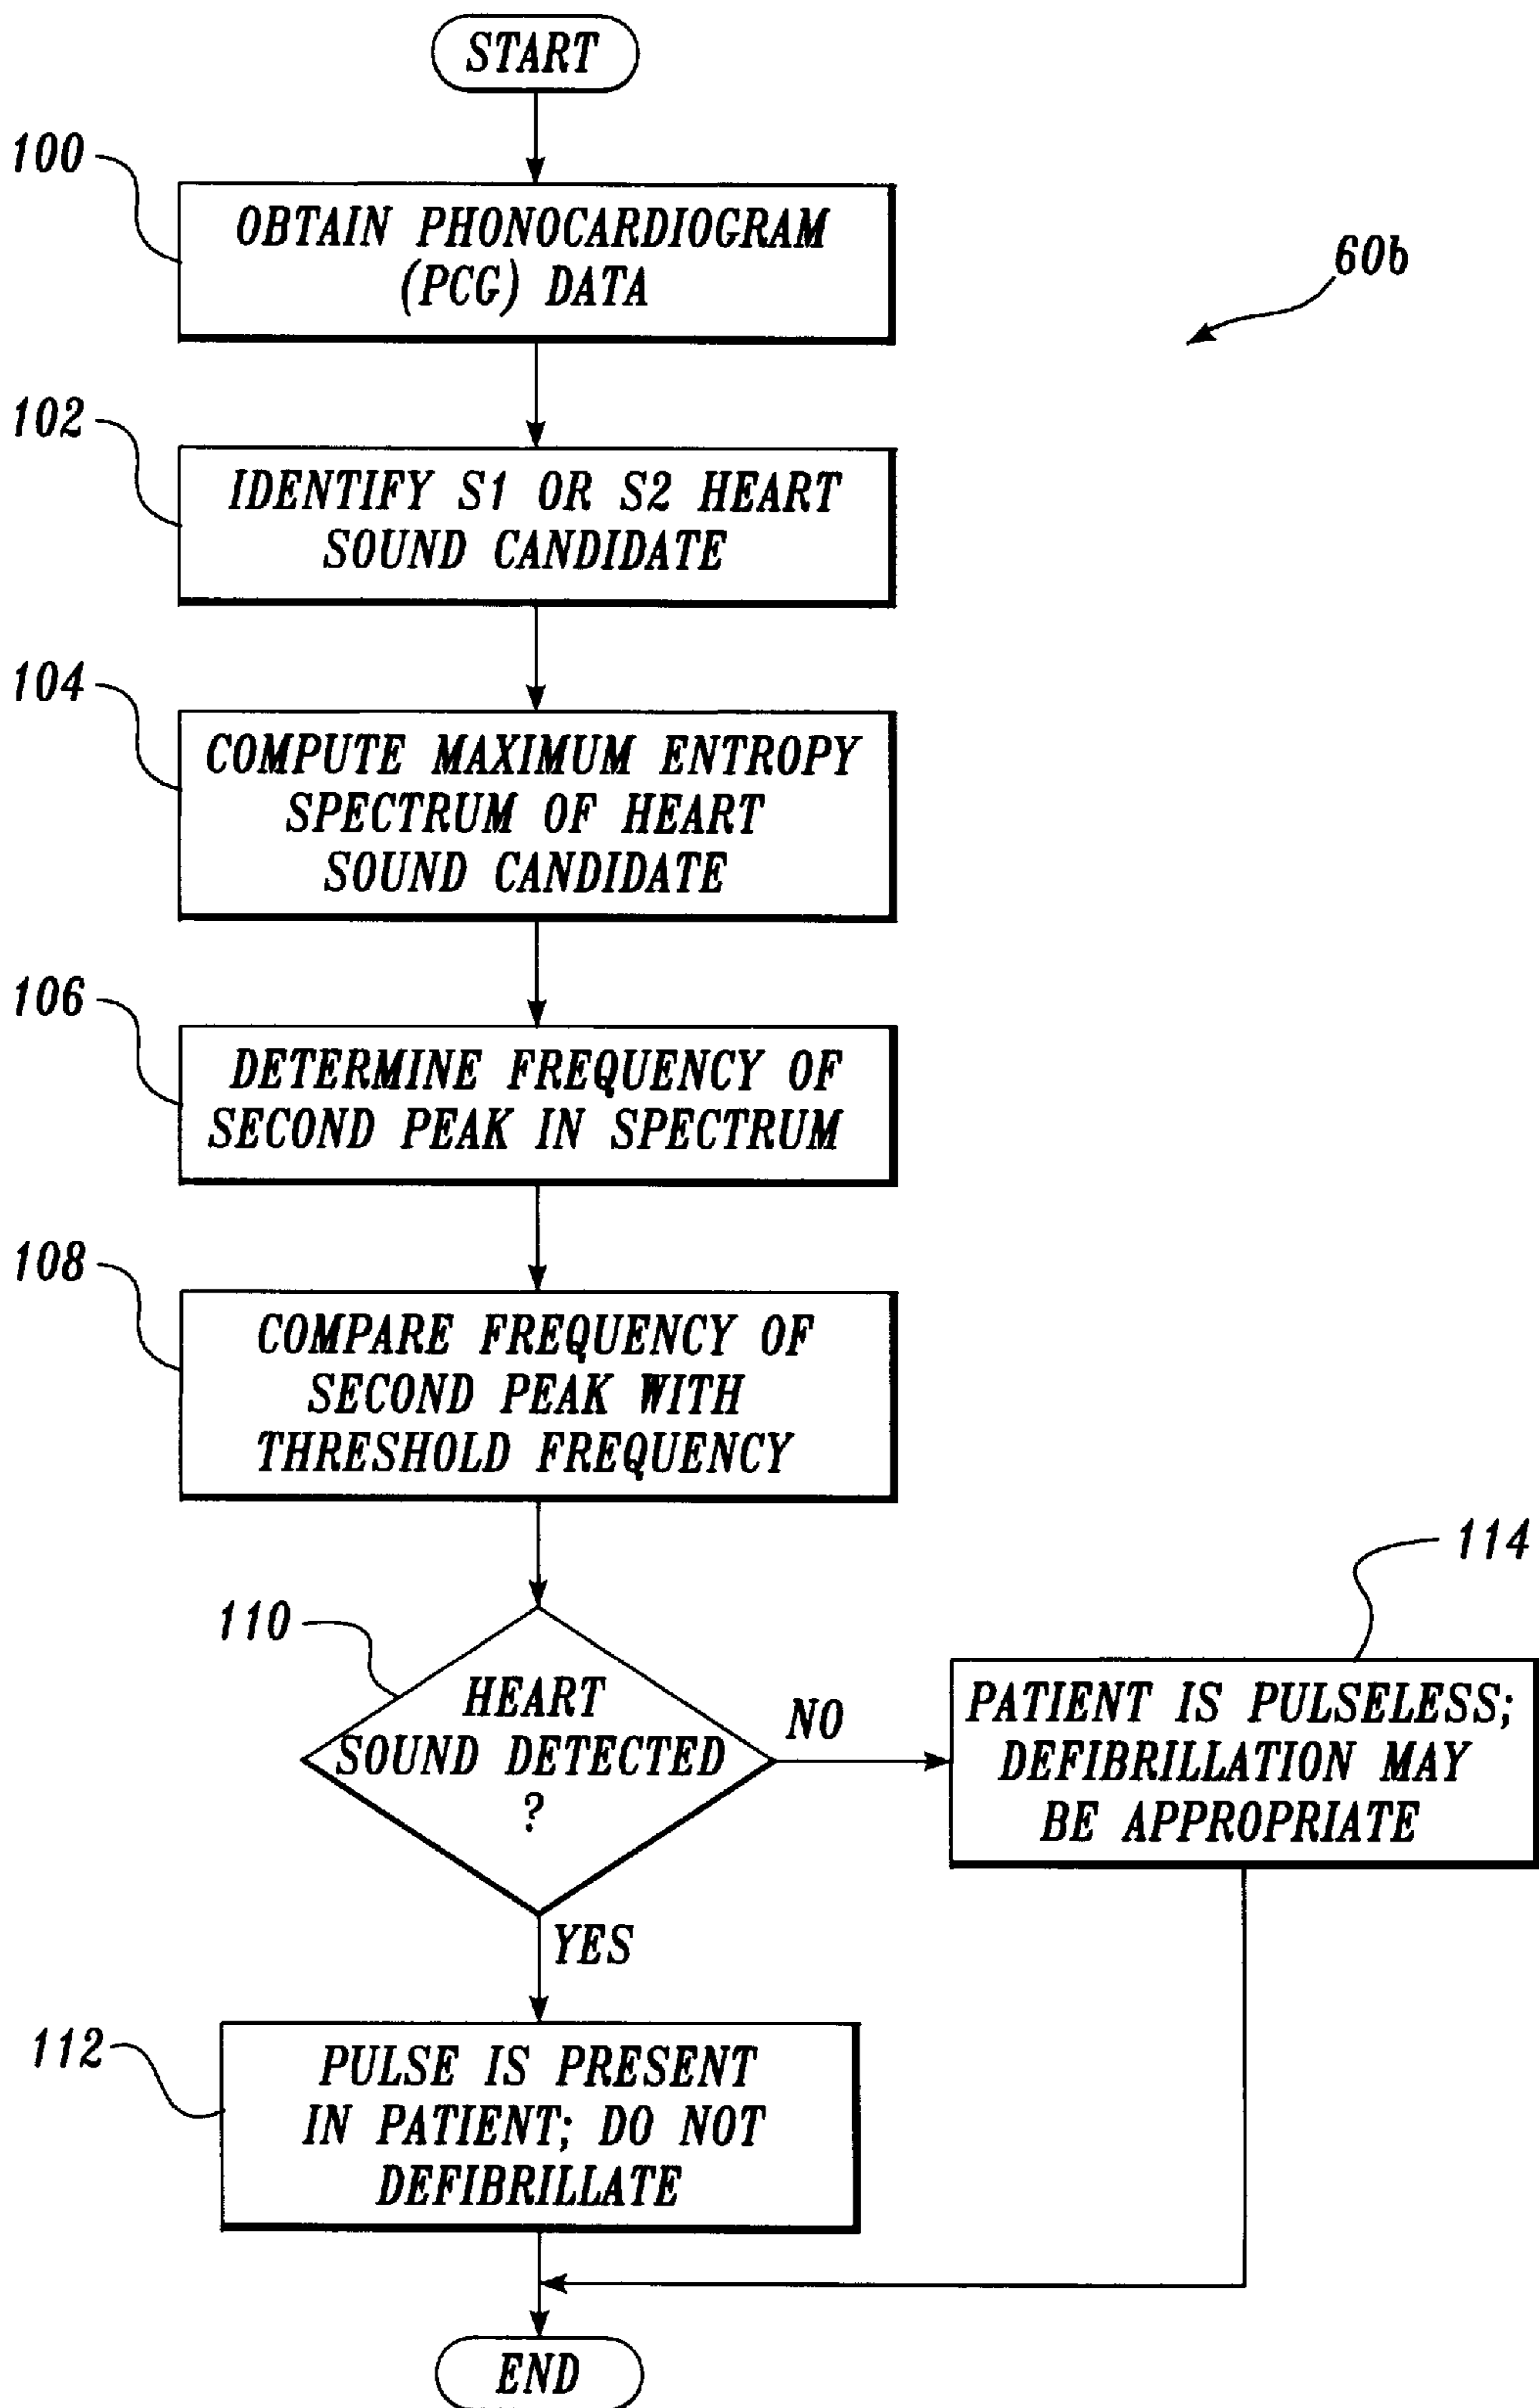 START
100
OBTAIN PHONOCARDIOGRAM
(PCG) DATA
60b
102
IDENTIFY S1 OR S2 HEART
SOUND CANDIDATE
104
COMPUTE MAXIMUM ENTROPY
SPECTRUM OF HEART
SOUND CANDIDATE
106
DETERMINE FREQUENCY OF
SECOND PEAK IN SPECTRUM
108
COMPARE FREQUENCY OF
SECOND PEAK WITH
THRESHOLD FREQUENCY
110
HEART
SOUND DETECTED
?
NO
114
PATIENT IS PULSELESS;
DEFIBRILLATION MAY
BE APPROPRIATE
YES
112
PULSE IS PRESENT
IN PATIENT; DO NOT
DEFIBRILLATE
END